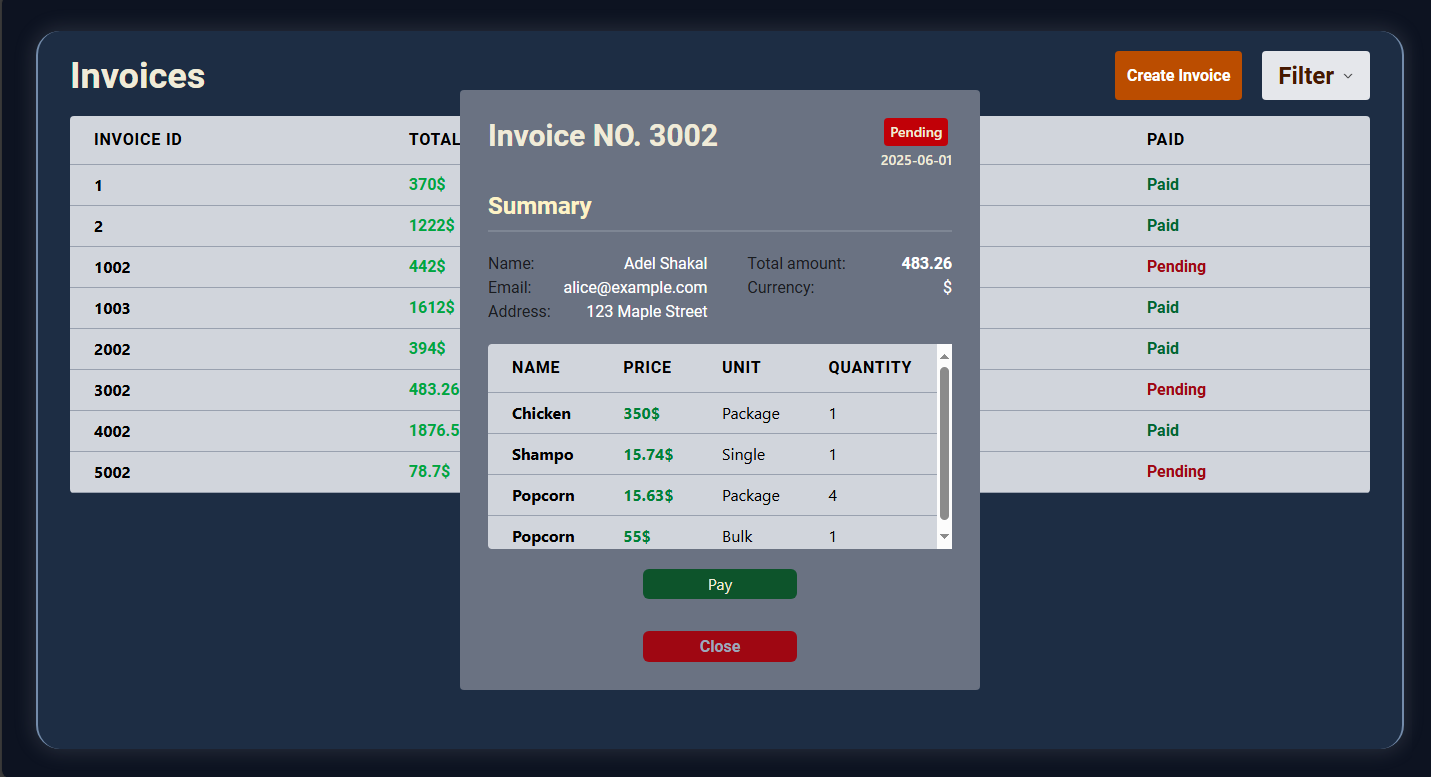 Invoices
Create Invoice
Filter
INVOICE ID TOTAL PAID
1 370$ Paid
2 1222$ Paid
1002 442$ Pending
1003 1612$ Paid
2002 394$ Paid
3002 483.26 Pending
4002 1876.5 Paid
5002 78.7$ Pending
Invoice NO. 3002
Pending
2025-06-01
Summary
Name: Adel Shakal Total amount: 483.26
Email: alice@example.com Currency: $
Address: 123 Maple Street
NAME PRICE UNIT QUANTITY
Chicken 350$ Package 1
Shampo 15.74$ Single 1
Popcorn 15.63$ Package 4
Popcorn 55$ Bulk 1
Pay
Close